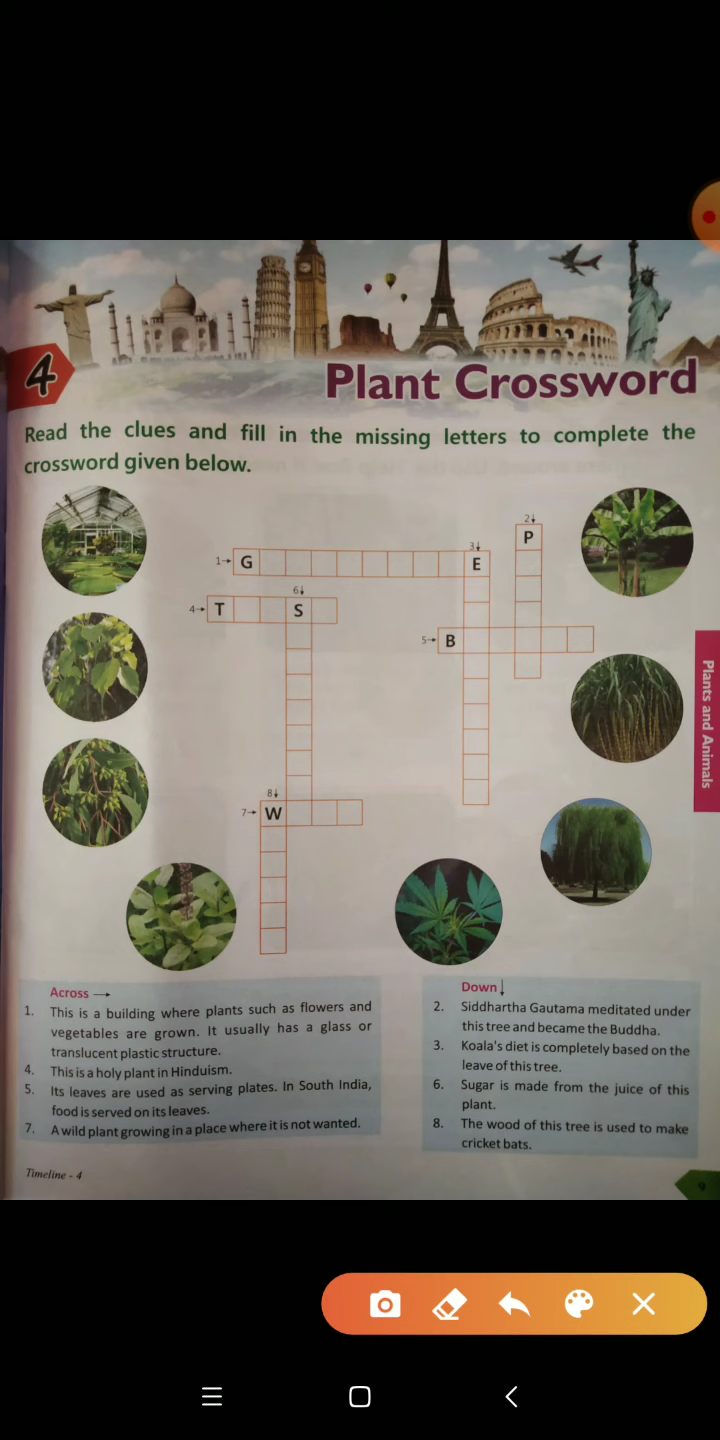 4
Plant Crossword
Read the clues and fill in the missing letters to complete the
crossword given below.
2↓
P
3↓
1→ G
E
6↓
4→ T
S
5→ B
8↓
7→ W
Plants and Animals
Across →
1. This is a building where plants such as flowers and
vegetables are grown. It usually has a glass or
translucent plastic structure.
4. This is a holy plant in Hinduism.
5. Its leaves are used as serving plates. In South India,
food is served on its leaves.
7. A wild plant growing in a place where it is not wanted.
Down ↓
2. Siddhartha Gautama meditated under
this tree and became the Buddha.
3. Koala's diet is completely based on the
leave of this tree.
6. Sugar is made from the juice of this
plant.
8. The wood of this tree is used to make
cricket bats.
Timeline - 4
9